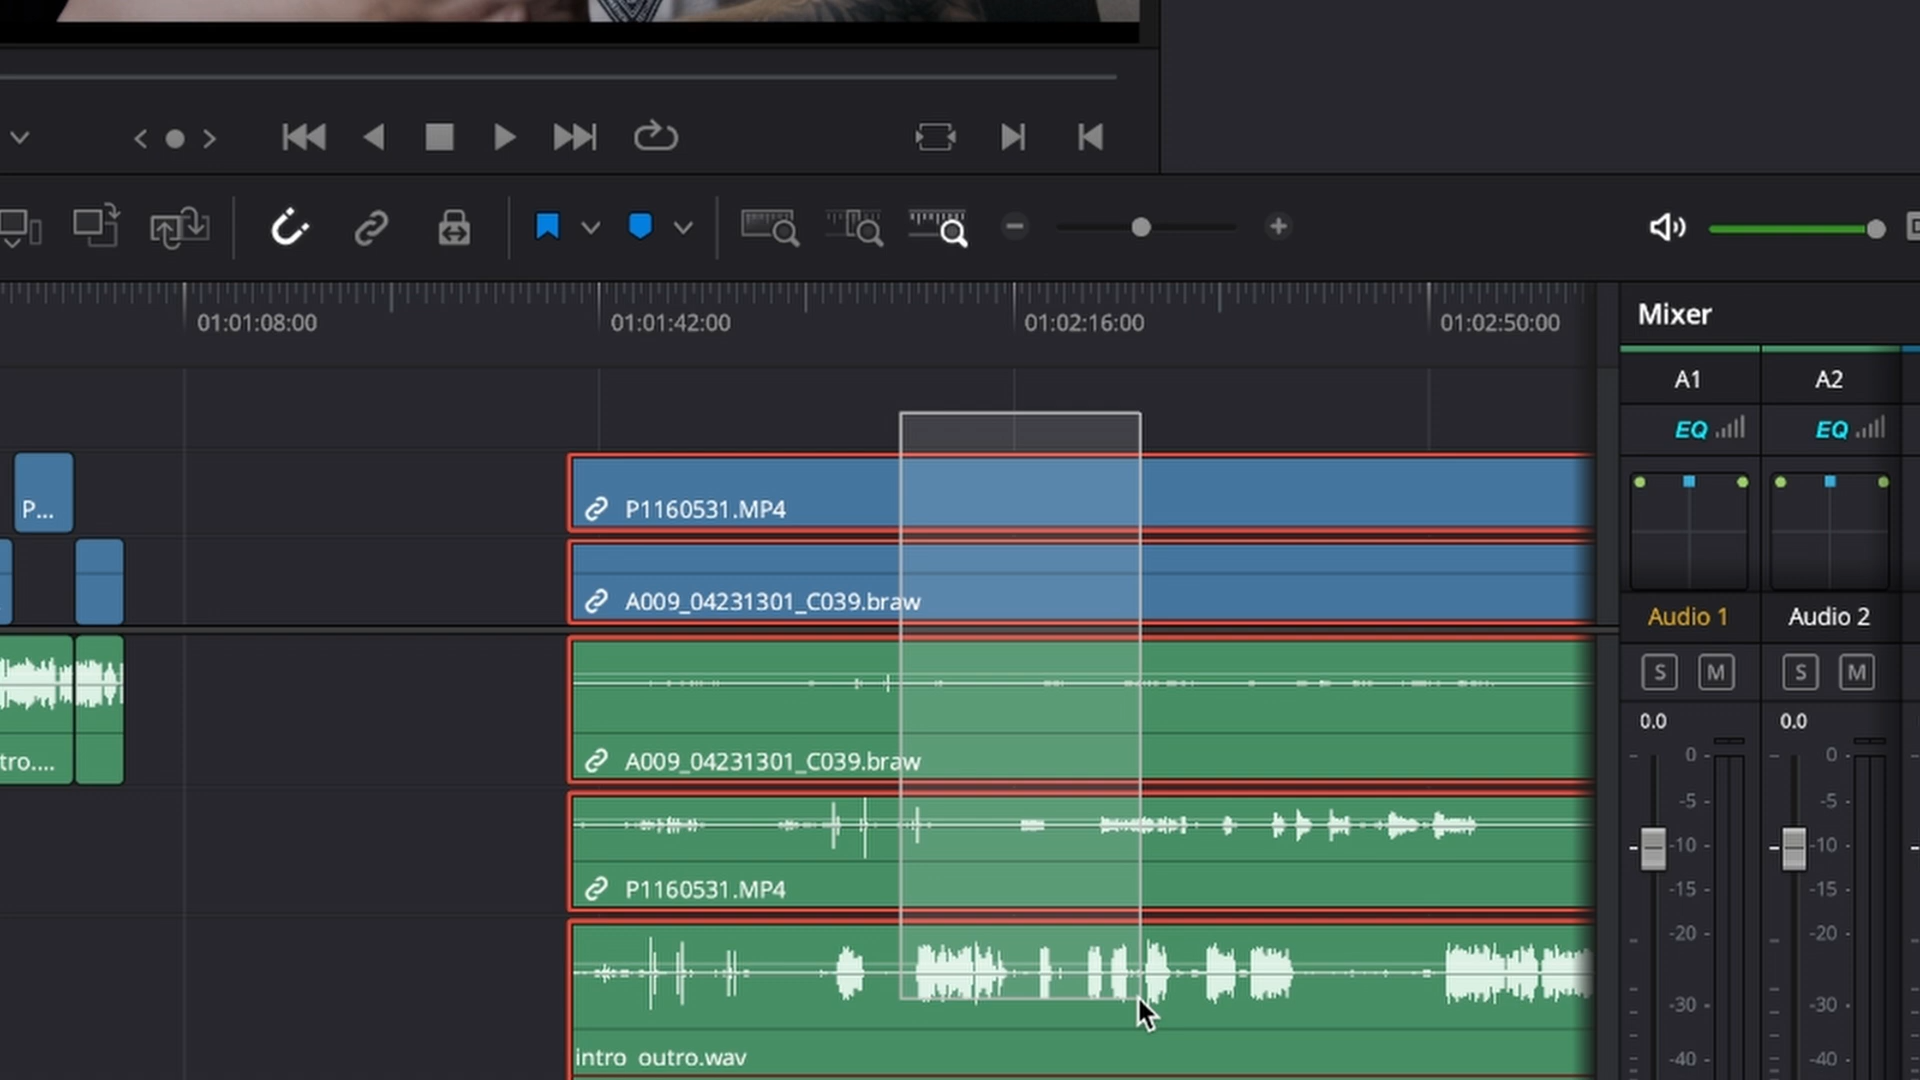 01:01:08:00
01:01:42:00
01:02:16:00
01:02:50:00
Mixer
A1
A2
EQ
EQ
P...
P1160531.MP4
A009_04231301_C039.braw
Audio 1
Audio 2
S
M
S
M
tro....
A009_04231301_C039.braw
0.0
0.0
0
-5
-10
-15
-20
-30
-40
0
-5
-10
-15
-20
-30
-40
P1160531.MP4
intro outro.wav